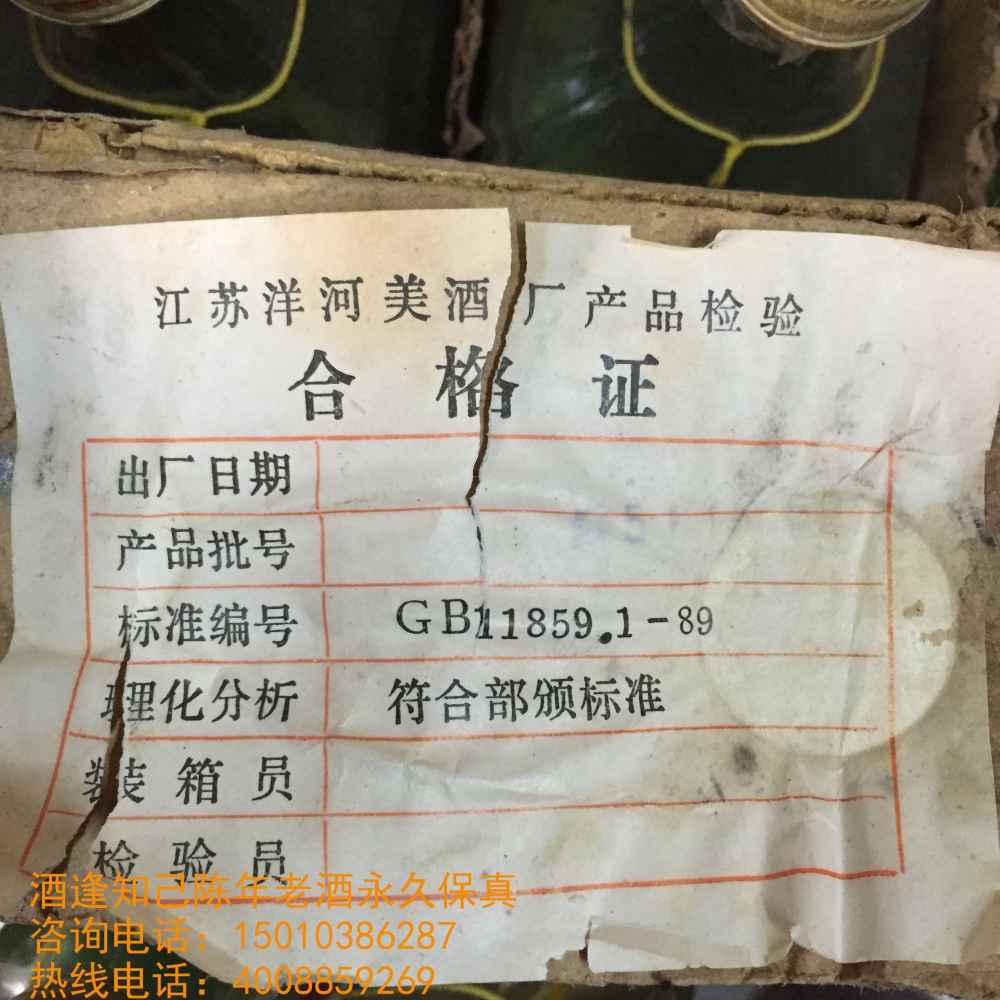 江苏洋河美酒厂产品检验
合格证
出厂日期
产品批号
标准编号 GB11859.1-89
理化分析 符合部颁标准
装箱员
检验员
酒逢知己陈年老酒永久保真
咨询电话：15010386287
热线电话：4008859269